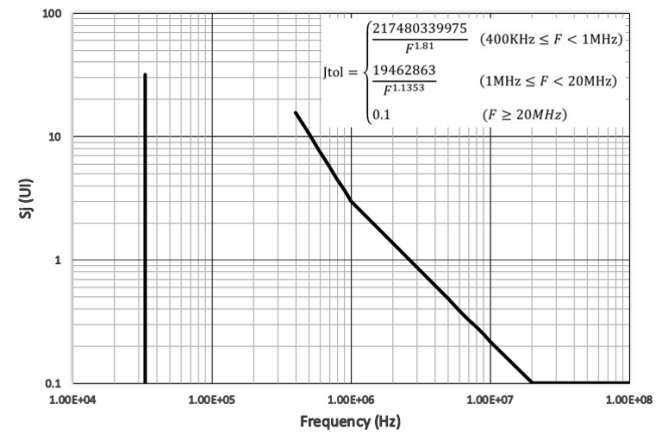 100
10
1
0.1
Sj (UI)
Jtol =
217480339975
F^1.81
(400KHz ≤ F < 1MHz)
19462863
F^1.1353
(1MHz ≤ F < 20MHz)
0.1
(F ≥ 20MHz)
1.00E+04
1.00E+05
1.00E+06
1.00E+07
1.00E+08
Frequency (Hz)